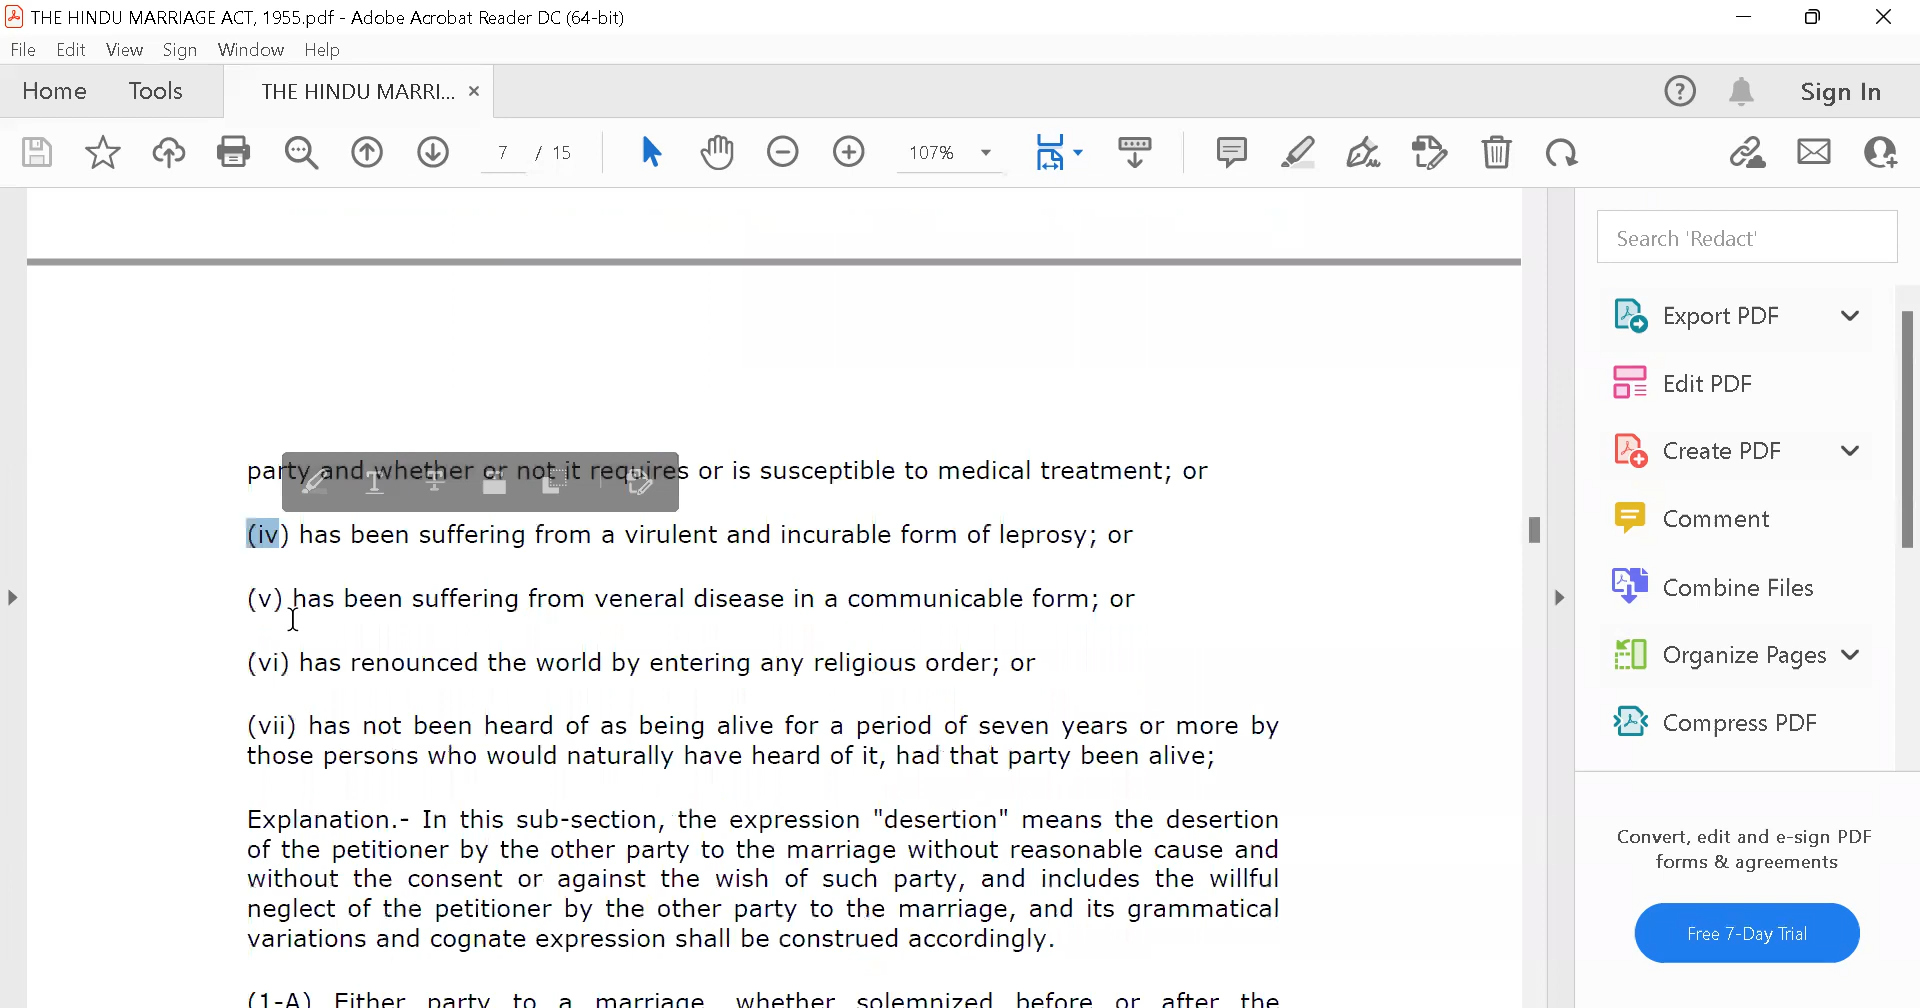 THE HINDU MARRIAGE ACT, 1955.pdf - Adobe Acrobat Reader DC (64-bit)
File Edit View Sign Window Help
Home Tools THE HINDU MARRI... × Sign In
7 / 15 107%
Search 'Redact'
Export PDF
Edit PDF
Create PDF
Comment
Combine Files
Organize Pages
Compress PDF
Convert, edit and e-sign PDF
forms & agreements
Free 7-Day Trial
party and whether or not it requires or is susceptible to medical treatment; or
(iv) has been suffering from a virulent and incurable form of leprosy; or
(v) has been suffering from veneral disease in a communicable form; or
(vi) has renounced the world by entering any religious order; or
(vii) has not been heard of as being alive for a period of seven years or more by
those persons who would naturally have heard of it, had that party been alive;
Explanation.- In this sub-section, the expression "desertion" means the desertion
of the petitioner by the other party to the marriage without reasonable cause and
without the consent or against the wish of such party, and includes the willful
neglect of the petitioner by the other party to the marriage, and its grammatical
variations and cognate expression shall be construed accordingly.
(1-A) Either party to a marriage, whether solemnized before or after the